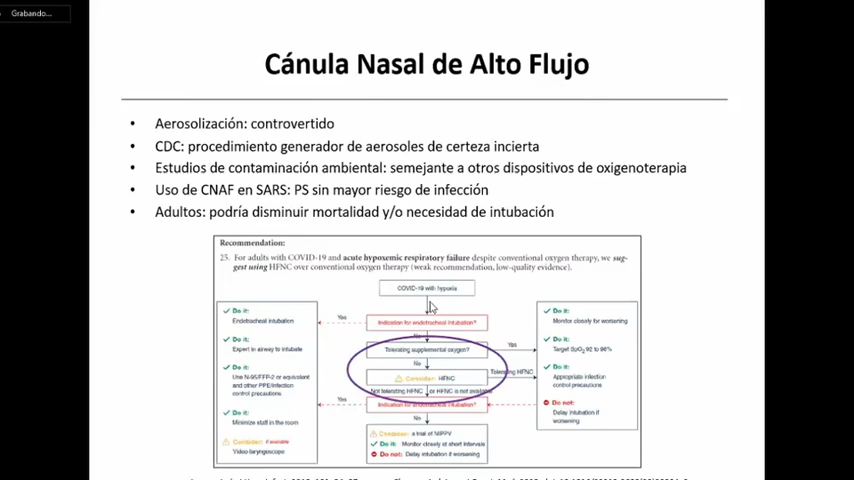 Grabando...
Cánula Nasal de Alto Flujo
• Aerosolización: controvertido
• CDC: procedimiento generador de aerosoles de certeza incierta
• Estudios de contaminación ambiental: semejante a otros dispositivos de oxigenoterapia
• Uso de CNAF en SARS: PS sin mayor riesgo de infección
• Adultos: podría disminuir mortalidad y/o necesidad de intubación
Recommendation:
25. For adults with COVID-19 and acute hypoxemic respiratory failure despite conventional oxygen therapy, we sug-
gest using HFNC over conventional oxygen therapy (weak recommendation, low-quality evidence).
COVID-19 with hypoxia
Indication for endotracheal intubation?
Yes
No
Tolerating supplemental oxygen?
Yes
No
Consider: HFNC
Tolerating HFNC
Not tolerating HFNC or HFNC is not available
Indication for endotracheal intubation?
Yes
No
Consider: a trial of NIPPV
Do it: Monitor closely at short intervals
Do not: Delay intubation if worsening
Do it:
Endotracheal intubation
Do it:
Expert in airway to intubate
Do it:
Use N-95/FFP-2 or equivalent
and other PPE/infection
control precautions
Do it:
Minimize staff in the room
Consider: if available
Video-laryngoscope
Do it:
Monitor closely for worsening
Do it:
Target SpO2 92 to 96%
Do it:
Appropriate infection
control precautions
Do not:
Delay intubation if
worsening